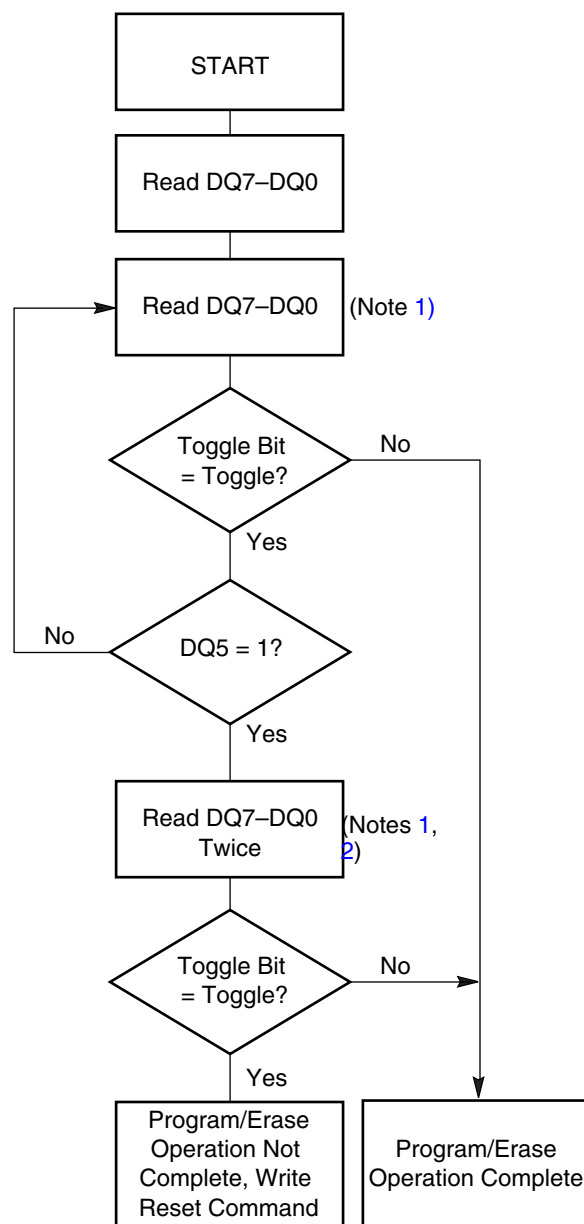 START
Read DQ7–DQ0
Read DQ7–DQ0
(Note 1)
Toggle Bit
= Toggle?
No
Yes
No
DQ5 = 1?
Yes
Read DQ7–DQ0
Twice
(Notes 1,
2)
Toggle Bit
= Toggle?
No
Yes
Program/Erase
Operation Not
Complete, Write
Reset Command
Program/Erase
Operation Complete